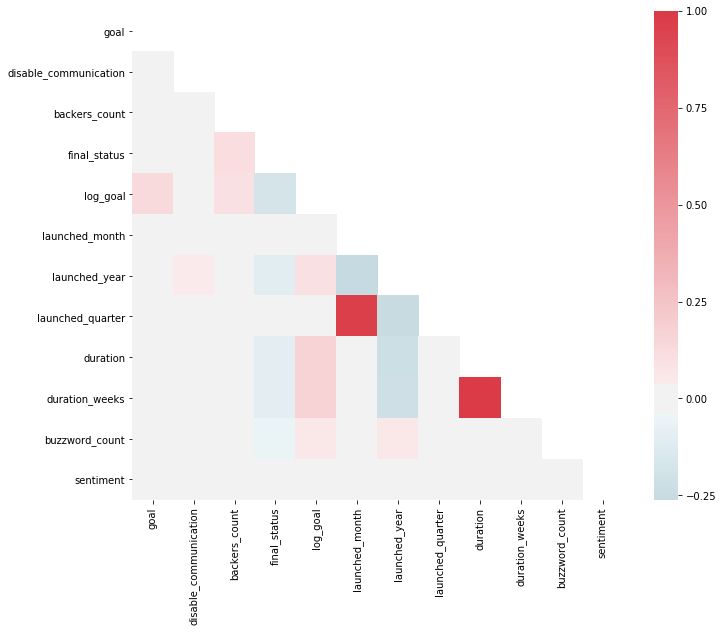 goal
disable_communication
backers_count
final_status
log_goal
launched_month
launched_year
launched_quarter
duration
duration_weeks
buzzword_count
sentiment
goal
disable_communication
backers_count
final_status
log_goal
launched_month
launched_year
launched_quarter
duration
duration_weeks
buzzword_count
sentiment
1.00
0.75
0.50
0.25
0.00
−0.25